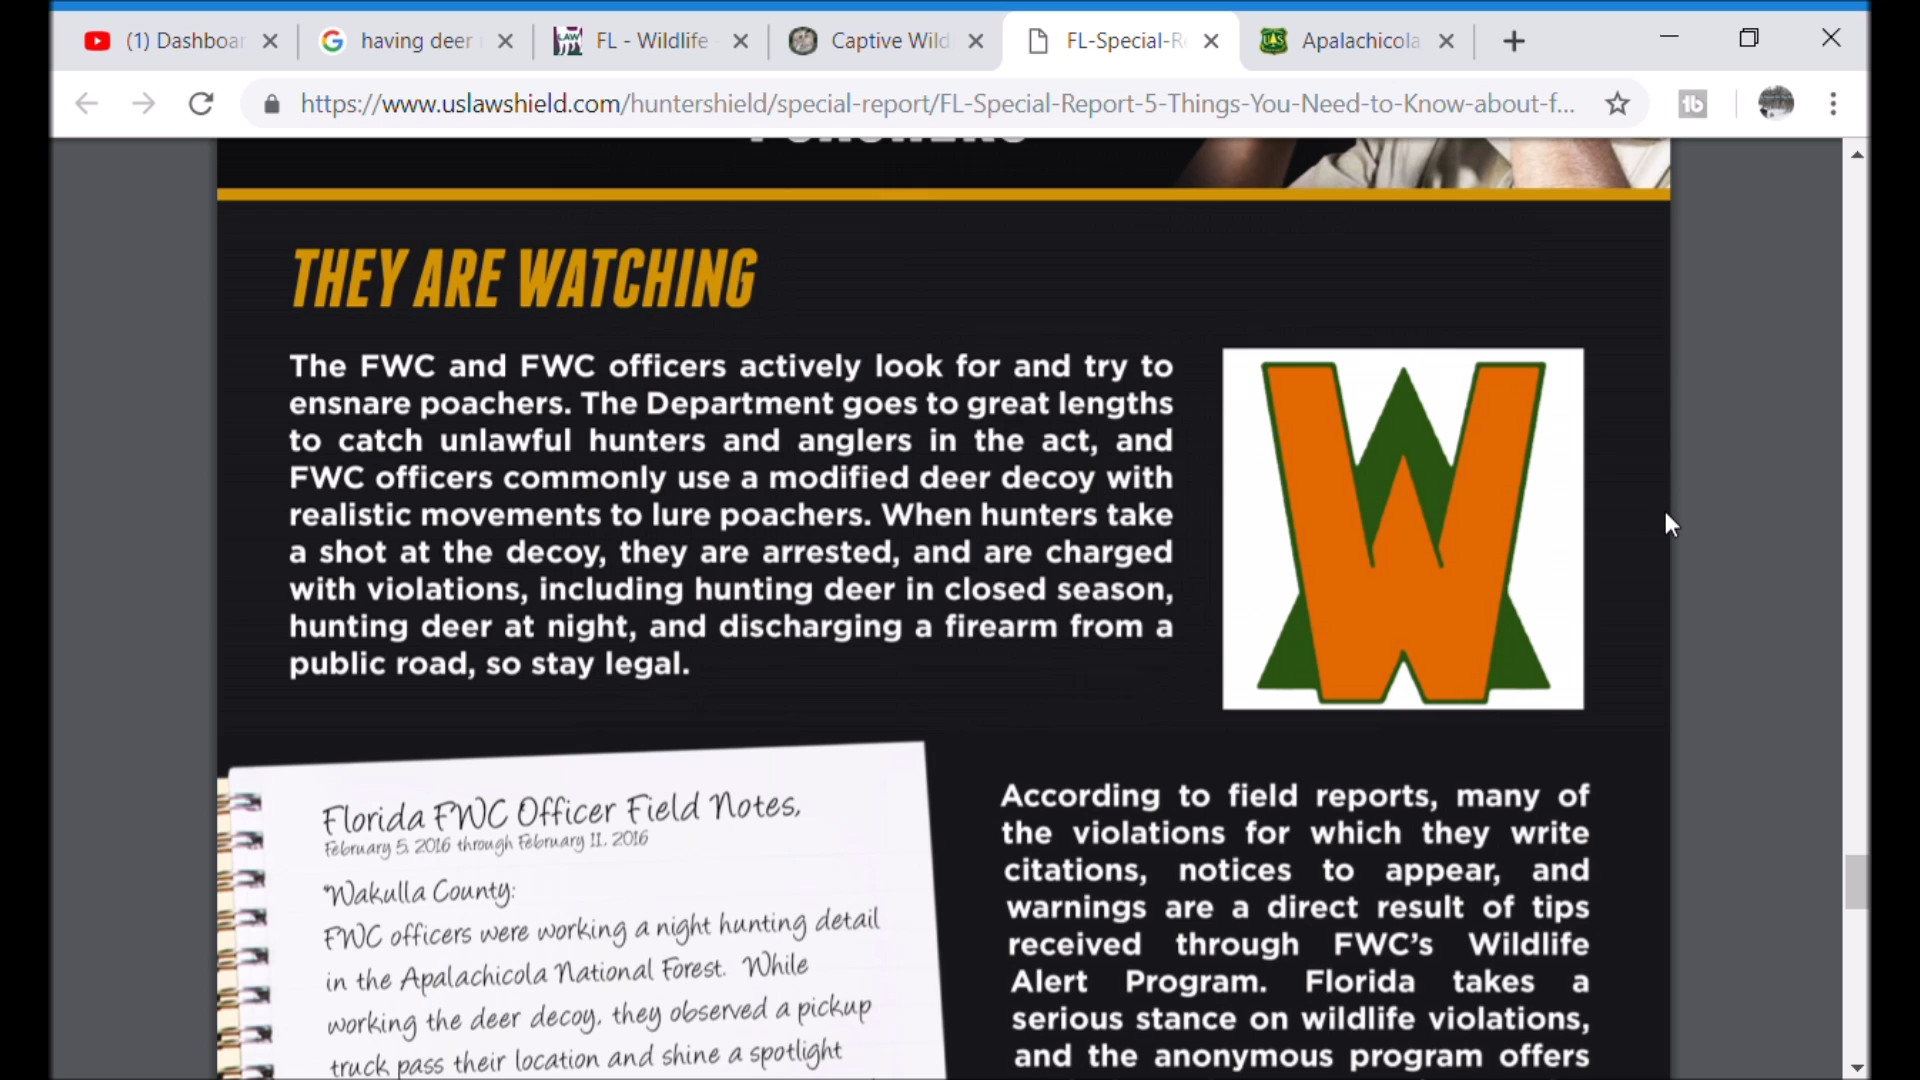 (1) Dashboar
having deer
FL - Wildlife
Captive Wild
FL-Special-R
Apalachicola
https://www.uslawshield.com/huntershield/special-report/FL-Special-Report-5-Things-You-Need-to-Know-about-f...
THEY ARE WATCHING
The FWC and FWC officers actively look for and try to
ensnare poachers. The Department goes to great lengths
to catch unlawful hunters and anglers in the act, and
FWC officers commonly use a modified deer decoy with
realistic movements to lure poachers. When hunters take
a shot at the decoy, they are arrested, and are charged
with violations, including hunting deer in closed season,
hunting deer at night, and discharging a firearm from a
public road, so stay legal.
Florida FWC Officer Field Notes,
February 5, 2016 through February 11, 2016
"Wakulla County:
FWC officers were working a night hunting detail
in the Apalachicola National Forest. While
working the deer decoy, they observed a pickup
truck pass their location and shine a spotlight
According to field reports, many of
the violations for which they write
citations, notices to appear, and
warnings are a direct result of tips
received through FWC's Wildlife
Alert Program. Florida takes a
serious stance on wildlife violations,
and the anonymous program offers